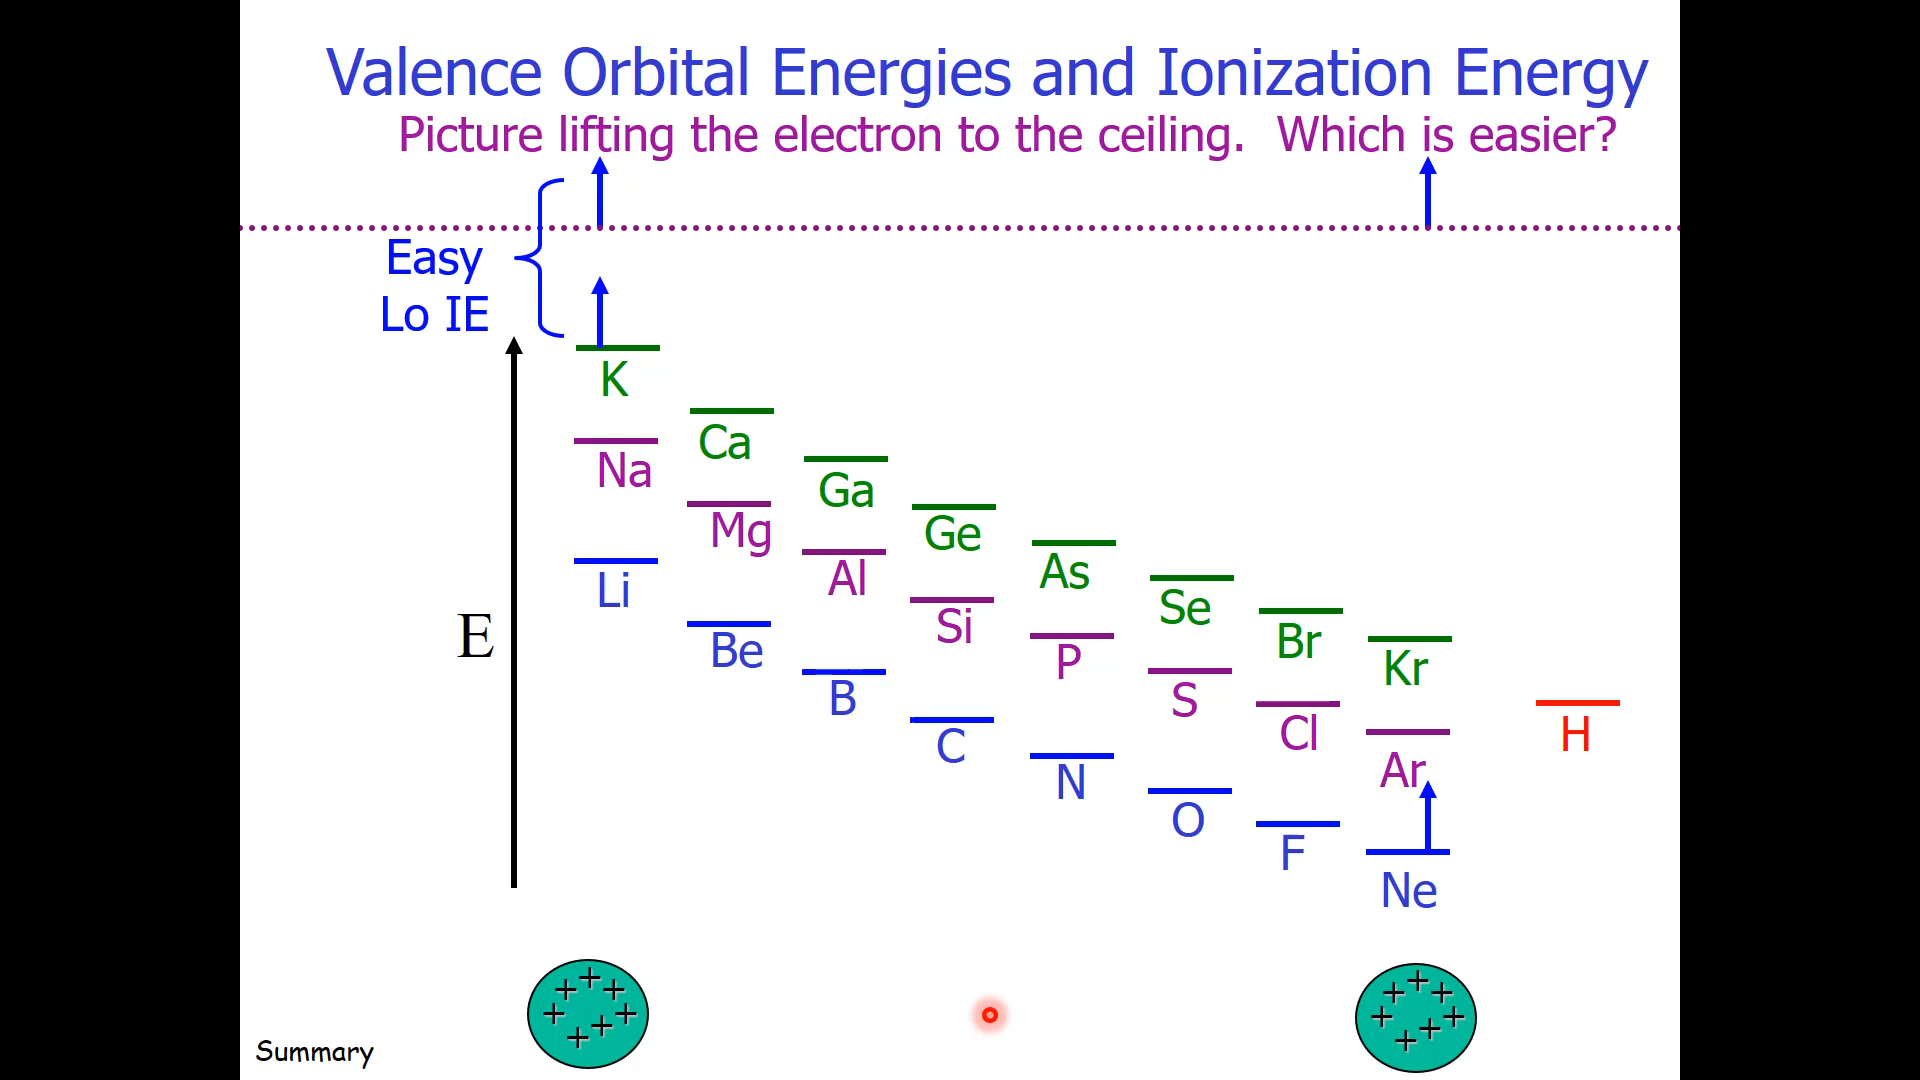 Valence Orbital Energies and Ionization Energy
Picture lifting the electron to the ceiling. Which is easier?
Easy
Lo IE
K
Ca
Na
Ga
Mg
Ge
Al
As
Li
Se
Si
Br
E
Be
P
Kr
B
S
Cl
H
C
Ar
N
O
F
Ne
+ + + + + + +
+ + + + + + +
Summary